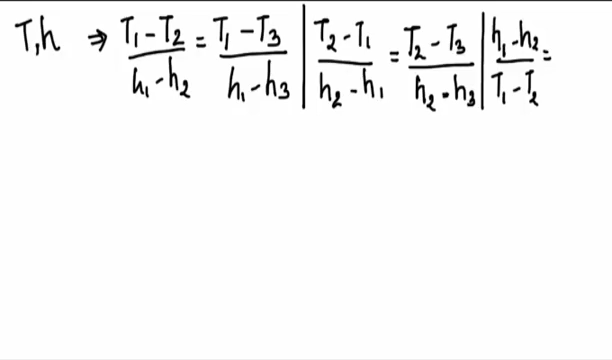 T,h ⇒ (T₁ - T₂)/(h₁ - h₂) = (T₁ - T₃)/(h₁ - h₃) | (T₂ - T₁)/(h₂ - h₁) = (T₂ - T₃)/(h₂ - h₃) | (h₁ - h₂)/(T₁ - T₂) =